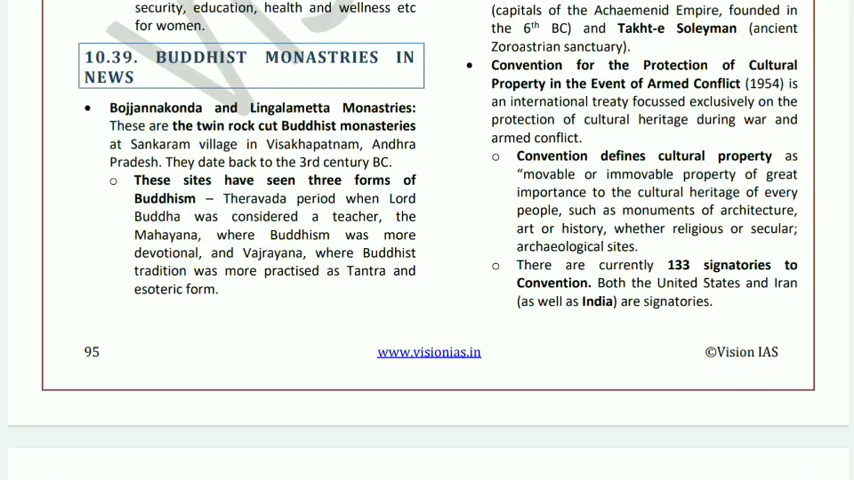 security, education, health and wellness etc
for women.
10.39. BUDDHIST MONASTRIES IN
NEWS
• Bojjannakonda and Lingalametta Monastries:
These are the twin rock cut Buddhist monasteries
at Sankaram village in Visakhapatnam, Andhra
Pradesh. They date back to the 3rd century BC.
o These sites have seen three forms of
Buddhism – Theravada period when Lord
Buddha was considered a teacher, the
Mahayana, where Buddhism was more
devotional, and Vajrayana, where Buddhist
tradition was more practised as Tantra and
esoteric form.
(capitals of the Achaemenid Empire, founded in
the 6th BC) and Takht-e Soleyman (ancient
Zoroastrian sanctuary).
• Convention for the Protection of Cultural
Property in the Event of Armed Conflict (1954) is
an international treaty focussed exclusively on the
protection of cultural heritage during war and
armed conflict.
o Convention defines cultural property as
“movable or immovable property of great
importance to the cultural heritage of every
people, such as monuments of architecture,
art or history, whether religious or secular;
archaeological sites.
o There are currently 133 signatories to
Convention. Both the United States and Iran
(as well as India) are signatories.
95 www.visionias.in ©Vision IAS